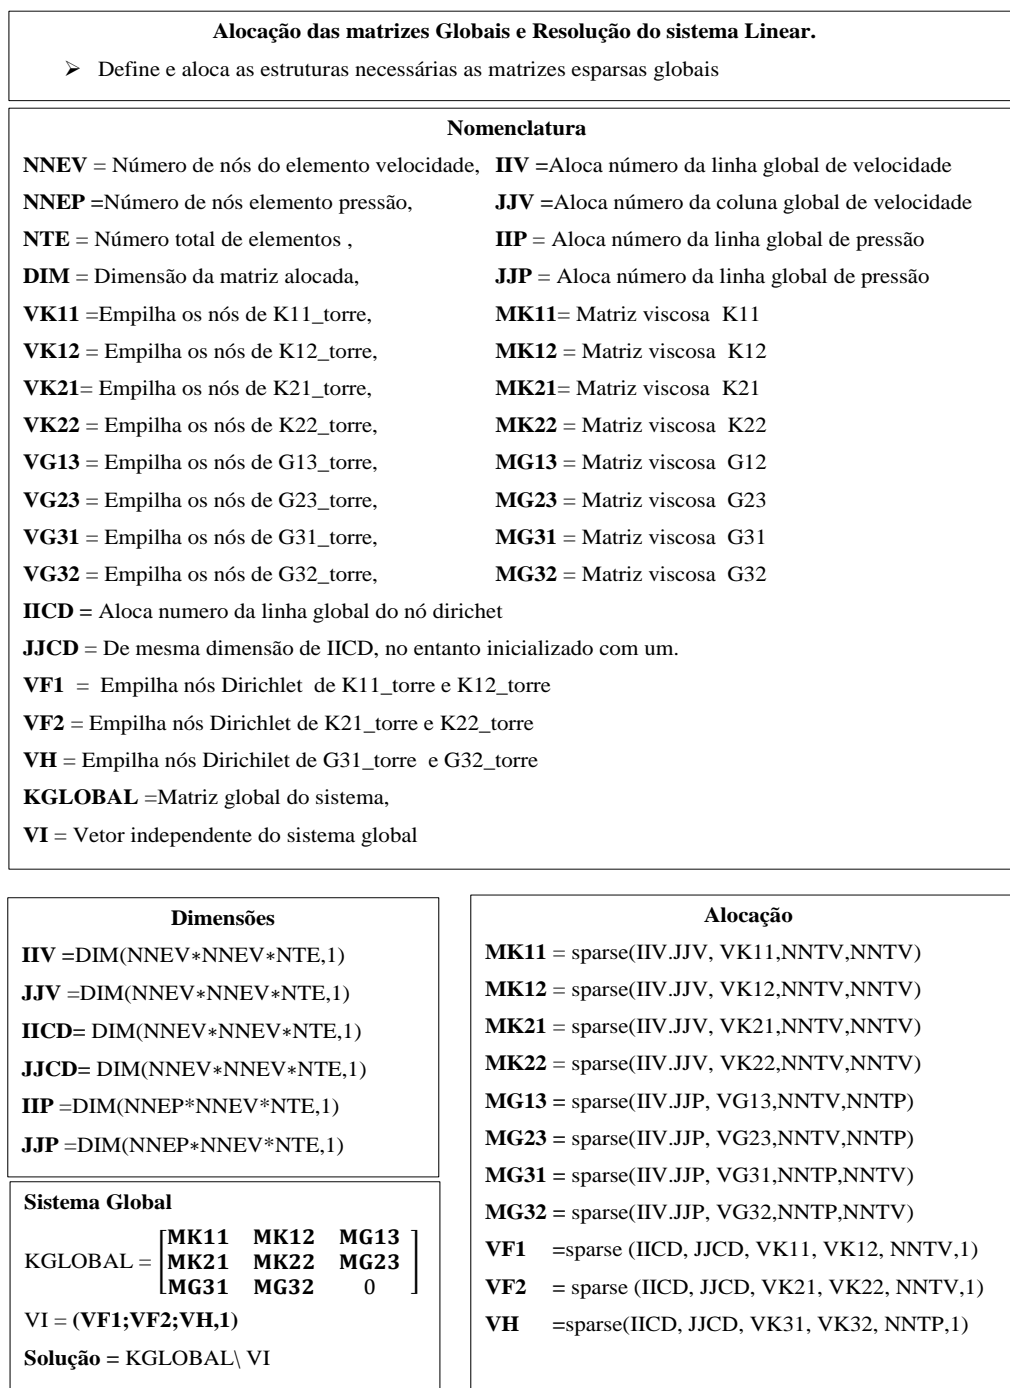 Alocação das matrizes Globais e Resolução do sistema Linear.
➢ Define e aloca as estruturas necessárias as matrizes esparsas globais
Nomenclatura
NNEV = Número de nós do elemento velocidade, IIV =Aloca número da linha global de velocidade
NNEP =Número de nós elemento pressão, JJV =Aloca número da coluna global de velocidade
NTE = Número total de elementos , IIP = Aloca número da linha global de pressão
DIM = Dimensão da matriz alocada, JJP = Aloca número da linha global de pressão
VK11 =Empilha os nós de K11_torre, MK11= Matriz viscosa K11
VK12 = Empilha os nós de K12_torre, MK12 = Matriz viscosa K12
VK21= Empilha os nós de K21_torre, MK21= Matriz viscosa K21
VK22 = Empilha os nós de K22_torre, MK22 = Matriz viscosa K22
VG13 = Empilha os nós de G13_torre, MG13 = Matriz viscosa G12
VG23 = Empilha os nós de G23_torre, MG23 = Matriz viscosa G23
VG31 = Empilha os nós de G31_torre, MG31 = Matriz viscosa G31
VG32 = Empilha os nós de G32_torre, MG32 = Matriz viscosa G32
IICD = Aloca numero da linha global do nó dirichet
JJCD = De mesma dimensão de IICD, no entanto inicializado com um.
VF1 = Empilha nós Dirichlet de K11_torre e K12_torre
VF2 = Empilha nós Dirichlet de K21_torre e K22_torre
VH = Empilha nós Dirichilet de G31_torre e G32_torre
KGLOBAL =Matriz global do sistema,
VI = Vetor independente do sistema global
Dimensões
IIV =DIM(NNEV∗NNEV∗NTE,1)
JJV =DIM(NNEV∗NNEV∗NTE,1)
IICD= DIM(NNEV∗NNEV∗NTE,1)
JJCD= DIM(NNEV∗NNEV∗NTE,1)
IIP =DIM(NNEP*NNEV*NTE,1)
JJP =DIM(NNEP∗NNEV*NTE,1)
Sistema Global
MK11 MK12 MG13
KGLOBAL = MK21 MK22 MG23
MG31 MG32 0
VI = (VF1;VF2;VH,1)
Solução = KGLOBAL\ VI
Alocação
MK11 = sparse(IIV.JJV, VK11,NNTV,NNTV)
MK12 = sparse(IIV.JJV, VK12,NNTV,NNTV)
MK21 = sparse(IIV.JJV, VK21,NNTV,NNTV)
MK22 = sparse(IIV.JJV, VK22,NNTV,NNTV)
MG13 = sparse(IIV.JJP, VG13,NNTV,NNTP)
MG23 = sparse(IIV.JJP, VG23,NNTV,NNTP)
MG31 = sparse(IIV.JJP, VG31,NNTP,NNTV)
MG32 = sparse(IIV.JJP, VG32,NNTP,NNTV)
VF1 =sparse (IICD, JJCD, VK11, VK12, NNTV,1)
VF2 = sparse (IICD, JJCD, VK21, VK22, NNTV,1)
VH =sparse(IICD, JJCD, VK31, VK32, NNTP,1)